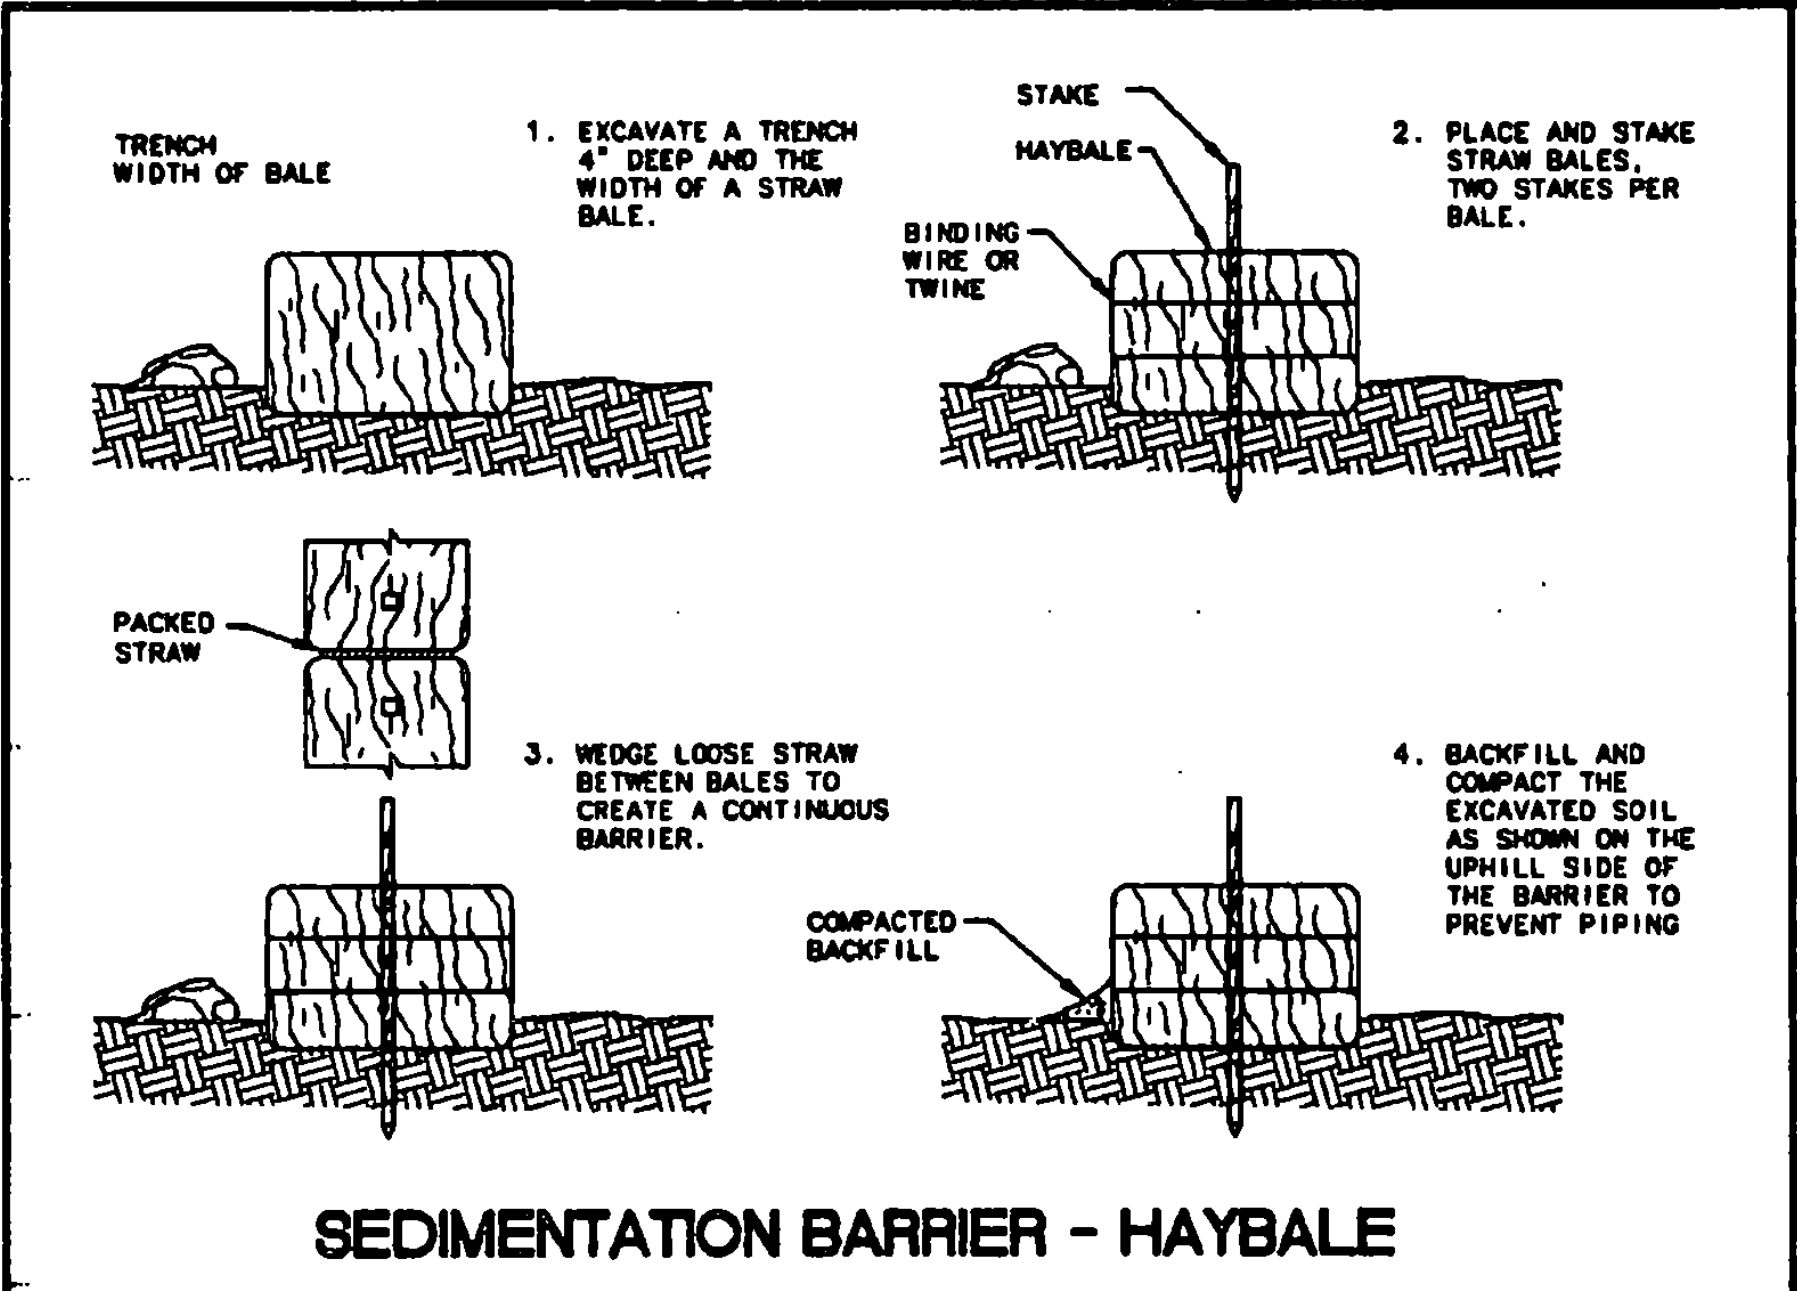 TRENCH
WIDTH OF BALE
1. EXCAVATE A TRENCH
4" DEEP AND THE
WIDTH OF A STRAW
BALE.
STAKE
HAYBALE
BINDING
WIRE OR
TWINE
2. PLACE AND STAKE
STRAW BALES,
TWO STAKES PER
BALE.
PACKED
STRAW
3. WEDGE LOOSE STRAW
BETWEEN BALES TO
CREATE A CONTINUOUS
BARRIER.
COMPACTED
BACKFILL
4. BACKFILL AND
COMPACT THE
EXCAVATED SOIL
AS SHOWN ON THE
UPHILL SIDE OF
THE BARRIER TO
PREVENT PIPING
SEDIMENTATION BARRIER - HAYBALE